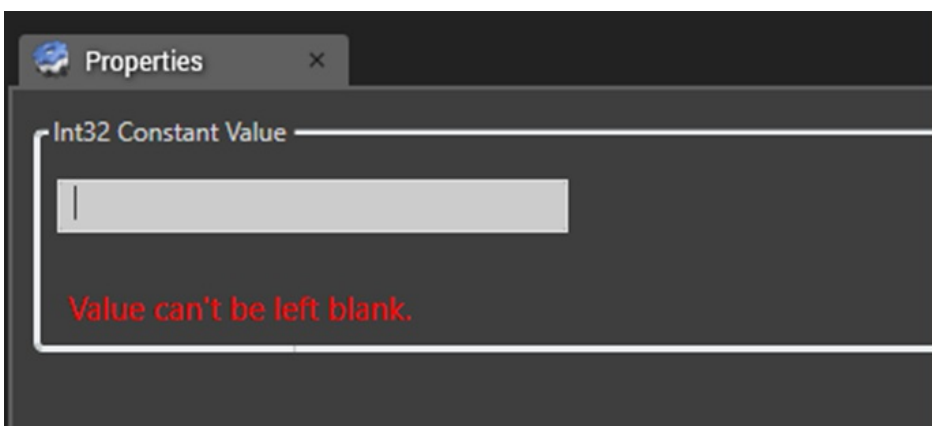 Properties
Int32 Constant Value
Value can't be left blank.